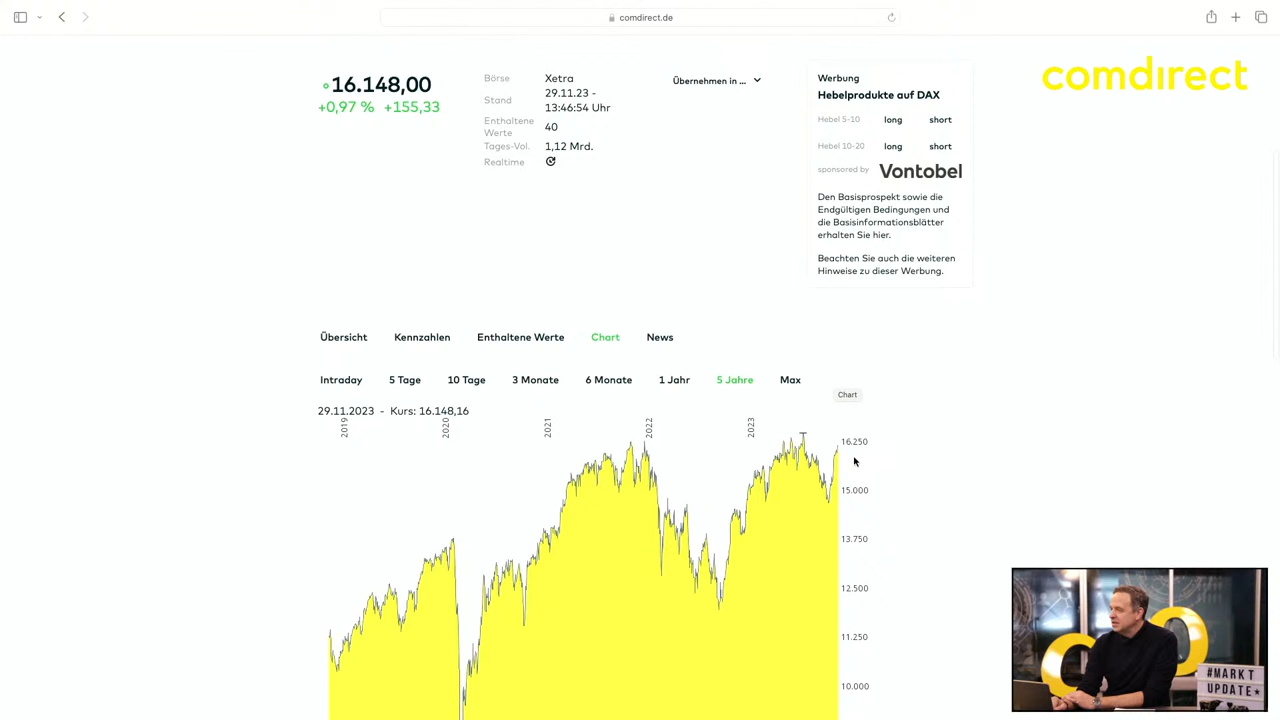 comdirect.de
comdirect
16.148,00
+0,97 % +155,33
Börse Xetra
Stand 29.11.23 -
13:46:54 Uhr
Enthaltene
Werte 40
Tages-Vol. 1,12 Mrd.
Realtime
Übernehmen in ...
Werbung
Hebelprodukte auf DAX
Hebel 5-10 long short
Hebel 10-20 long short
sponsored by Vontobel
Den Basisprospekt sowie die
Endgültigen Bedingungen und
die Basisinformationsblätter
erhalten Sie hier.
Beachten Sie auch die weiteren
Hinweise zu dieser Werbung.
Übersicht Kennzahlen Enthaltene Werte Chart News
Intraday 5 Tage 10 Tage 3 Monate 6 Monate 1 Jahr 5 Jahre Max
Chart
29.11.2023 - Kurs: 16.148,16
2019 2020 2021 2022 2023
16.250
15.000
13.750
12.500
11.250
10.000
#MARKT
UPDATE